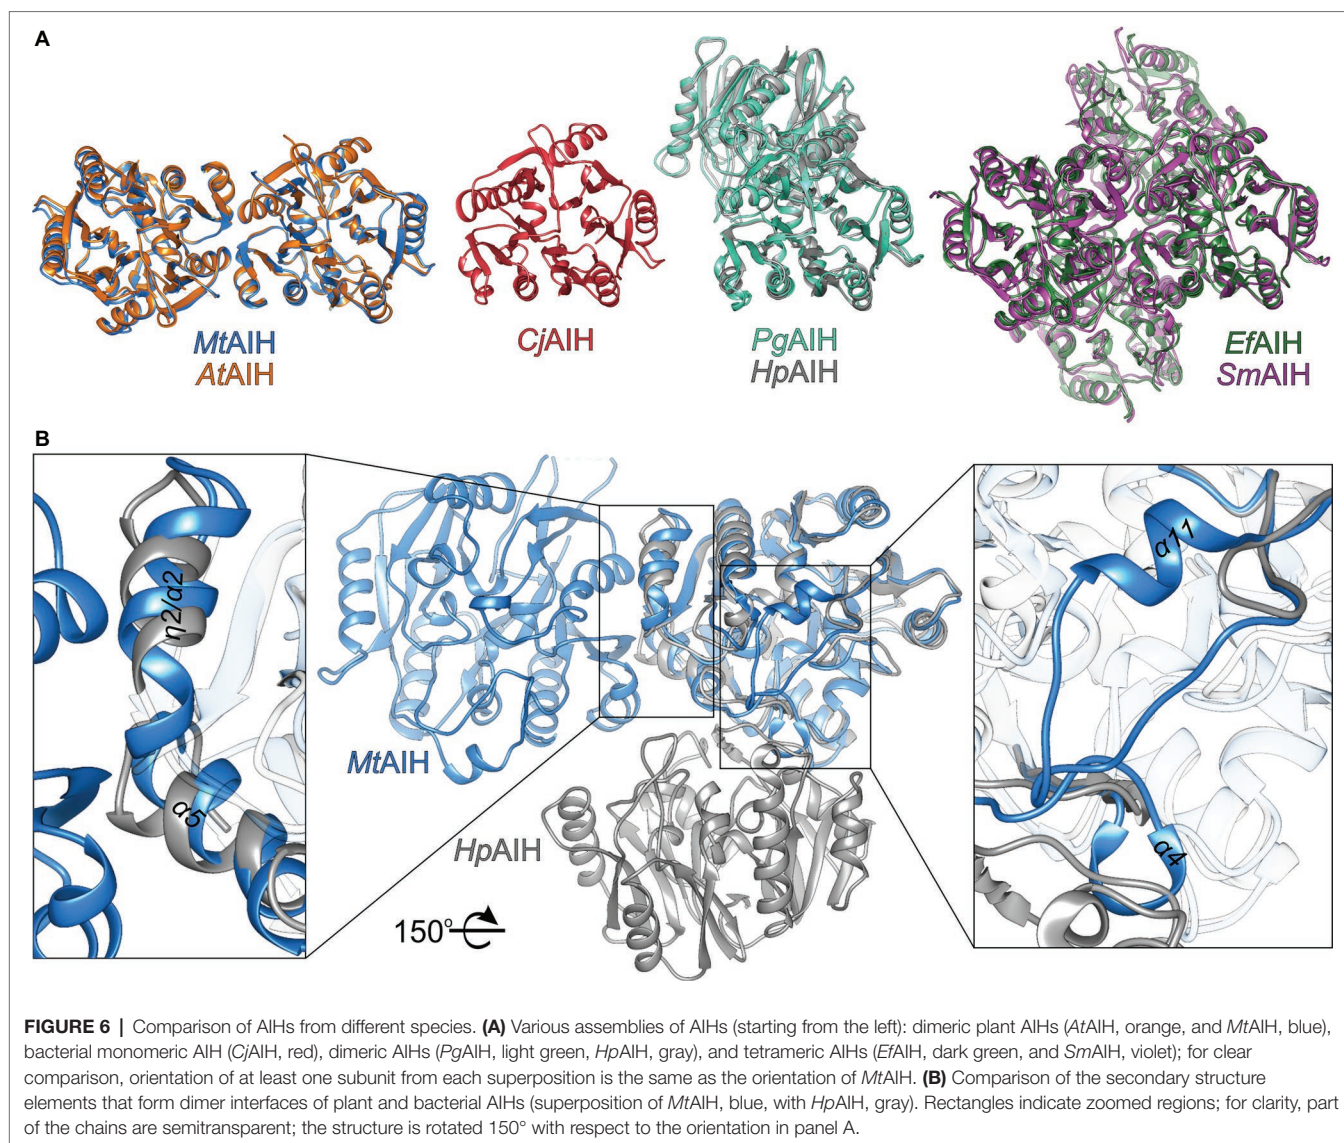 A
MtAIH
AtAIH
CjAIH
PgAIH
HpAIH
EfAIH
SmAIH
B
η2/α2
α5
MtAIH
HpAIH
150°
α11
α4
FIGURE 6 | Comparison of AIHs from different species. (A) Various assemblies of AIHs (starting from the left): dimeric plant AIHs (AtAIH, orange, and MtAIH, blue),
bacterial monomeric AIH (CjAIH, red), dimeric AIHs (PgAIH, light green, HpAIH, gray), and tetrameric AIHs (EfAIH, dark green, and SmAIH, violet); for clear
comparison, orientation of at least one subunit from each superposition is the same as the orientation of MtAIH. (B) Comparison of the secondary structure
elements that form dimer interfaces of plant and bacterial AIHs (superposition of MtAIH, blue, with HpAIH, gray). Rectangles indicate zoomed regions; for clarity, part
of the chains are semitransparent; the structure is rotated 150° with respect to the orientation in panel A.